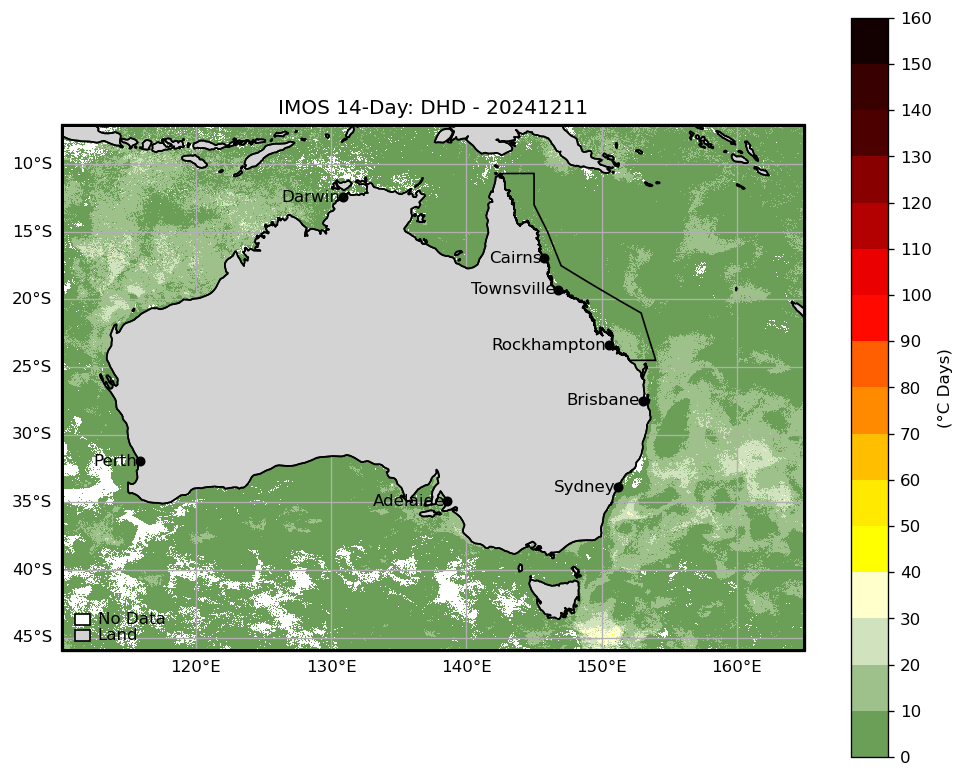 IMOS 14-Day: DHD - 20241211
160
150
140
130
120
110
100
90
80
70
60
50
40
30
20
10
0
(°C Days)
10°S
15°S
20°S
25°S
30°S
35°S
40°S
45°S
Darwin
Cairns
Townsville
Rockhampton
Brisbane
Perth
Sydney
Adelaide
No Data
Land
120°E
130°E
140°E
150°E
160°E